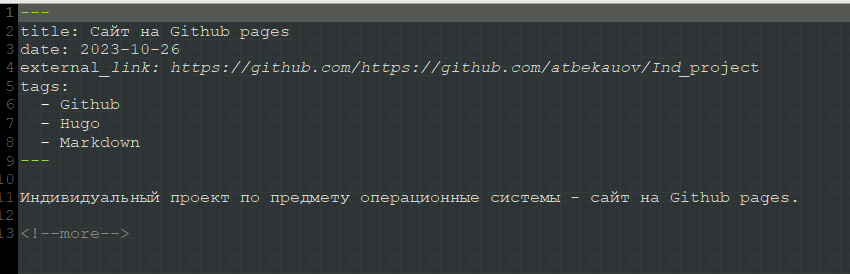 1 ---
2 title: Сайт на Github pages
3 date: 2023-10-26
4 external_link: https://github.com/https://github.com/atbekauov/Ind_project
5 tags:
6   - Github
7   - Hugo
8   - Markdown
9 ---
10
11 Индивидуальный проект по предмету операционные системы - сайт на Github pages.
12
13 <!--more-->